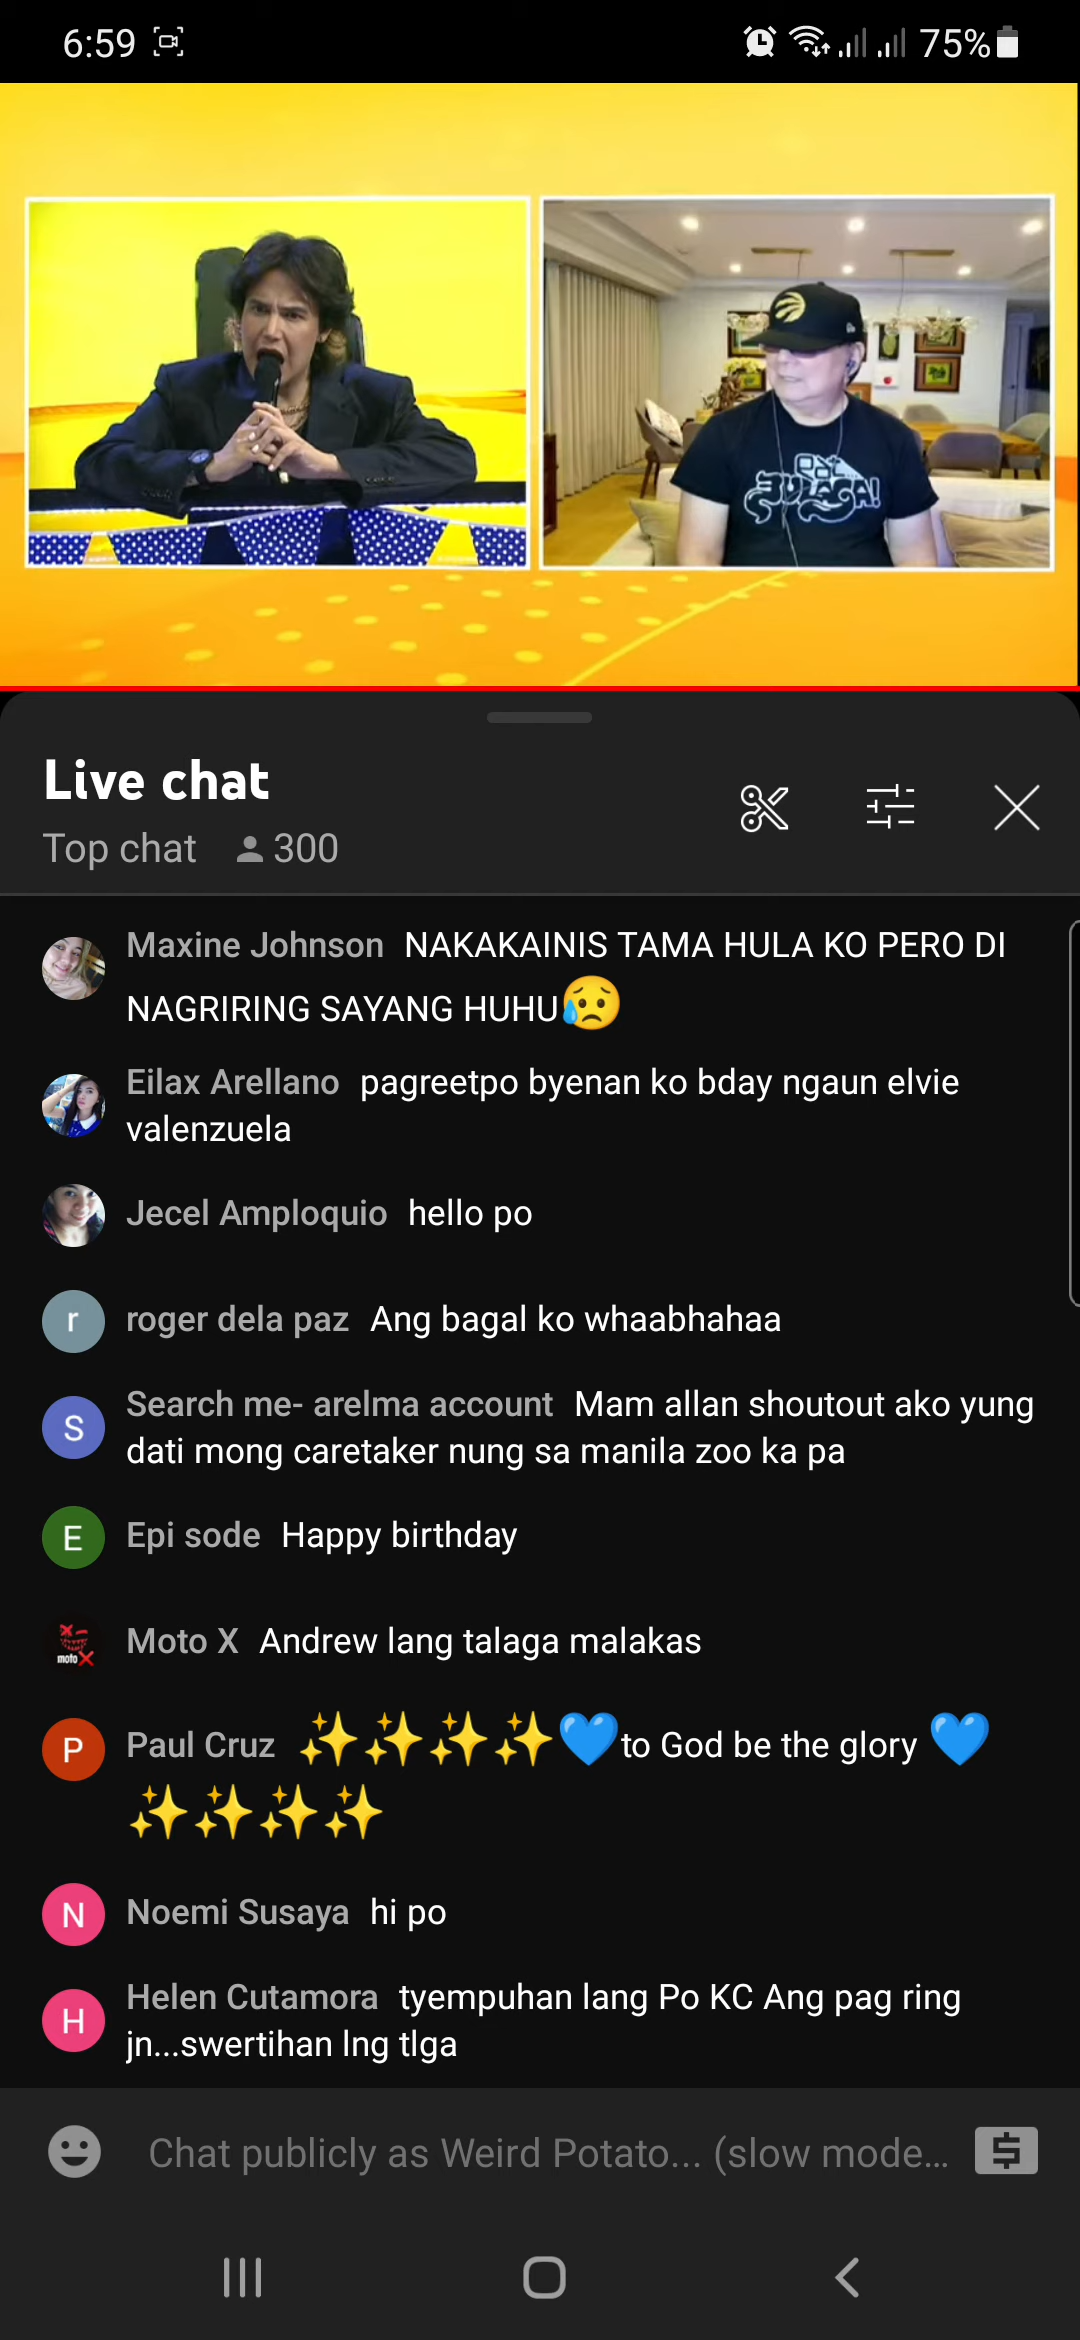 6:59 75%
EAT
BULAGA!
Live chat
Top chat 300
Maxine Johnson NAKAKAINIS TAMA HULA KO PERO DI
NAGRIRING SAYANG HUHU😥
Eilax Arellano pagreetpo byenan ko bday ngaun elvie
valenzuela
Jecel Amploquio hello po
r roger dela paz Ang bagal ko whaabhahaa
S Search me- arelma account Mam allan shoutout ako yung
dati mong caretaker nung sa manila zoo ka pa
E Epi sode Happy birthday
moto X Moto X Andrew lang talaga malakas
P Paul Cruz ✨✨✨✨💙to God be the glory 💙
✨✨✨✨
N Noemi Susaya hi po
H Helen Cutamora tyempuhan lang Po KC Ang pag ring
jn...swertihan lng tlga
Chat publicly as Weird Potato... (slow mode...